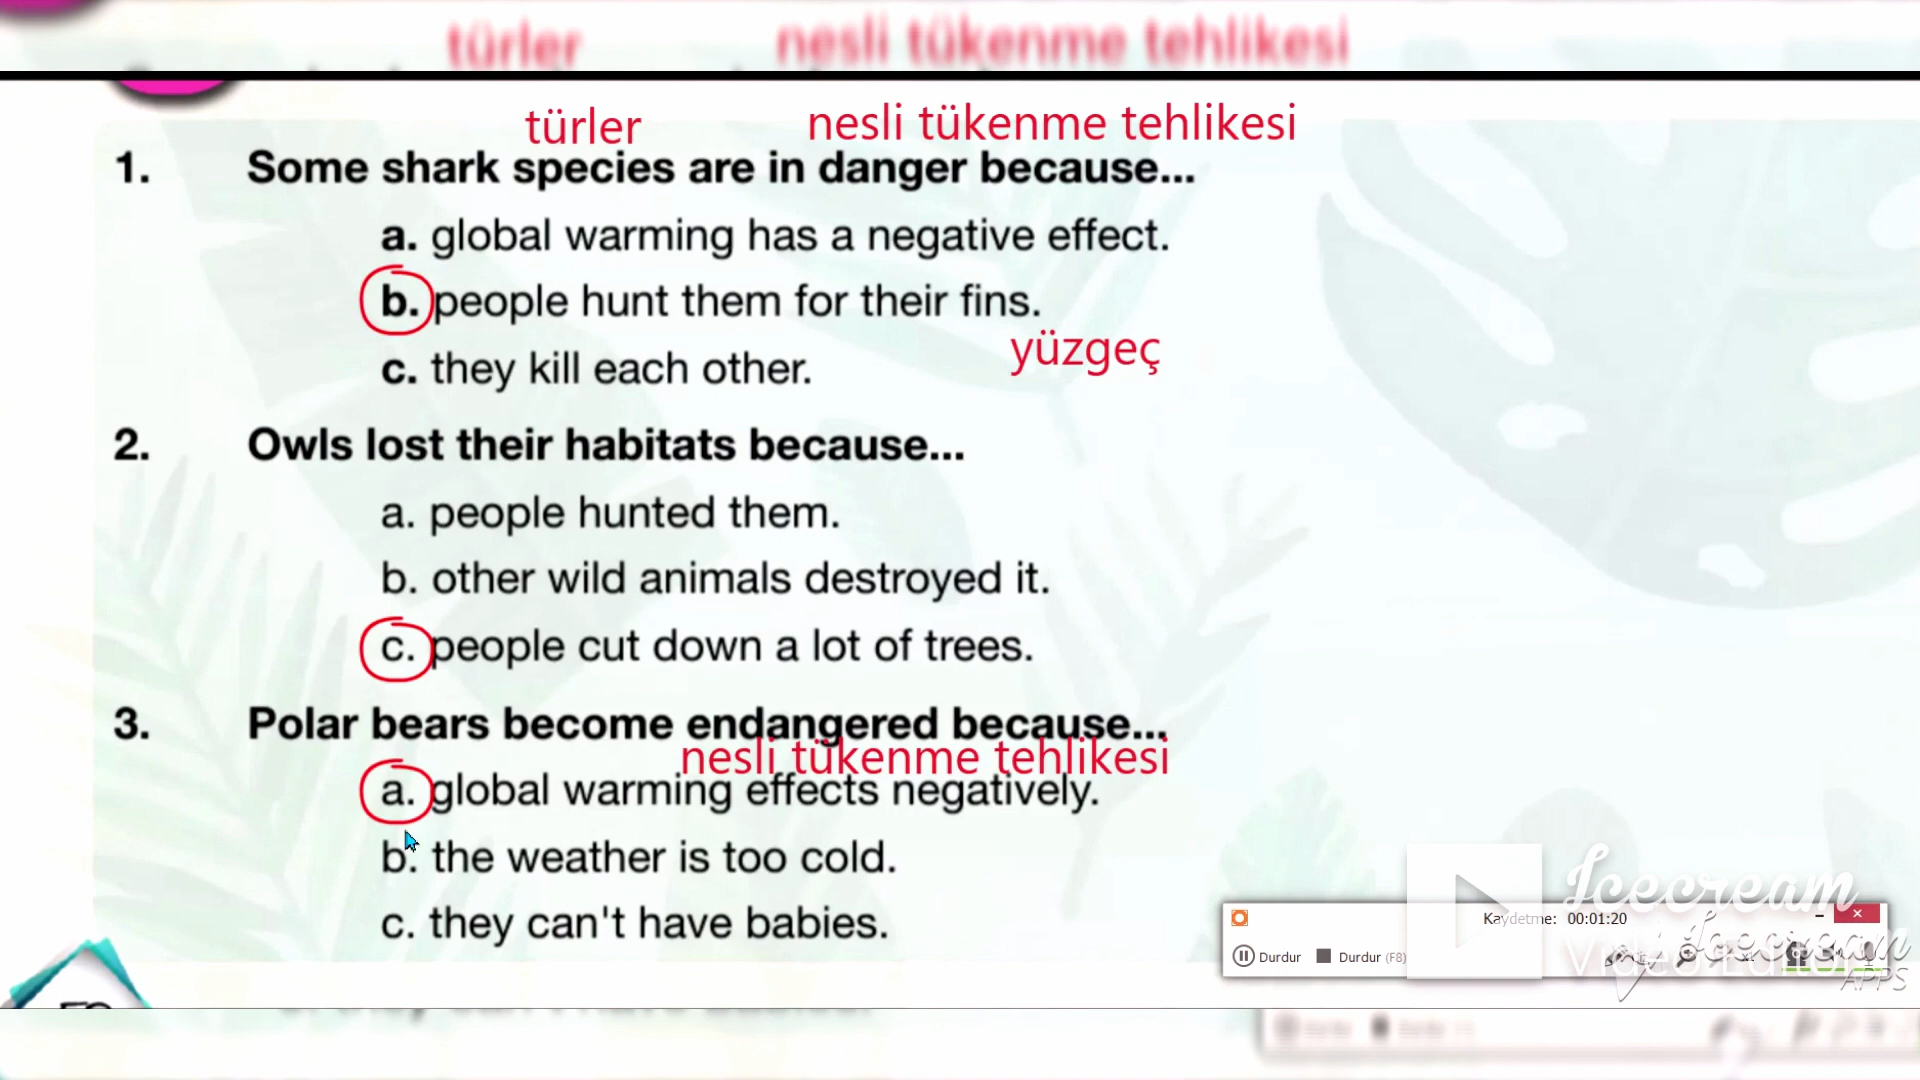 türler nesli tükenme tehlikesi
türler nesli tükenme tehlikesi
1. Some shark species are in danger because...
a. global warming has a negative effect.
b. people hunt them for their fins.
yüzgeç
c. they kill each other.
2. Owls lost their habitats because...
a. people hunted them.
b. other wild animals destroyed it.
c. people cut down a lot of trees.
3. Polar bears become endangered because...
nesli tükenme tehlikesi
a. global warming effects negatively.
b. the weather is too cold.
c. they can't have babies.
Kaydetme: 00:01:20
Durdur Durdur (F8)
Icecream
Video Editor
Icecream
APPS